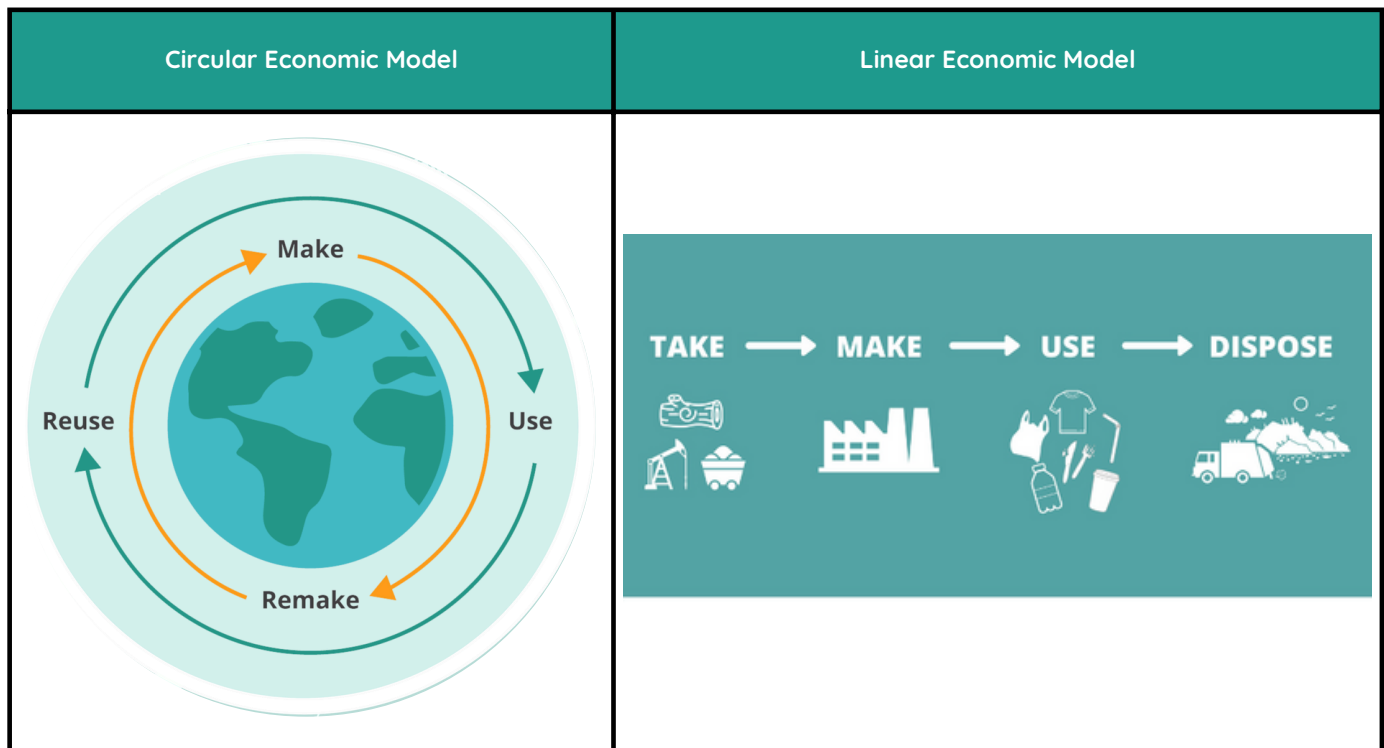 Circular Economic Model
Linear Economic Model
Make
Reuse
Use
Remake
TAKE
MAKE
USE
DISPOSE